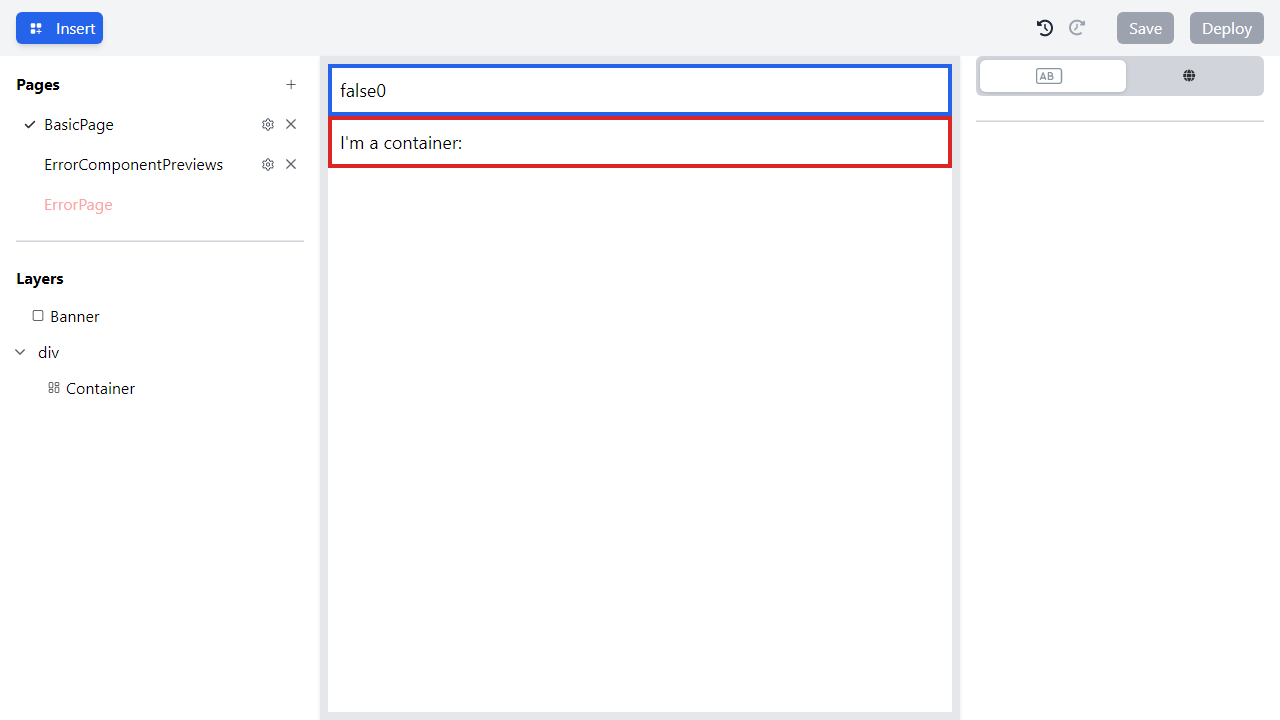 Insert
Save
Deploy
Pages
BasicPage
ErrorComponentPreviews
ErrorPage
Layers
Banner
div
Container
false0
I'm a container:
AB